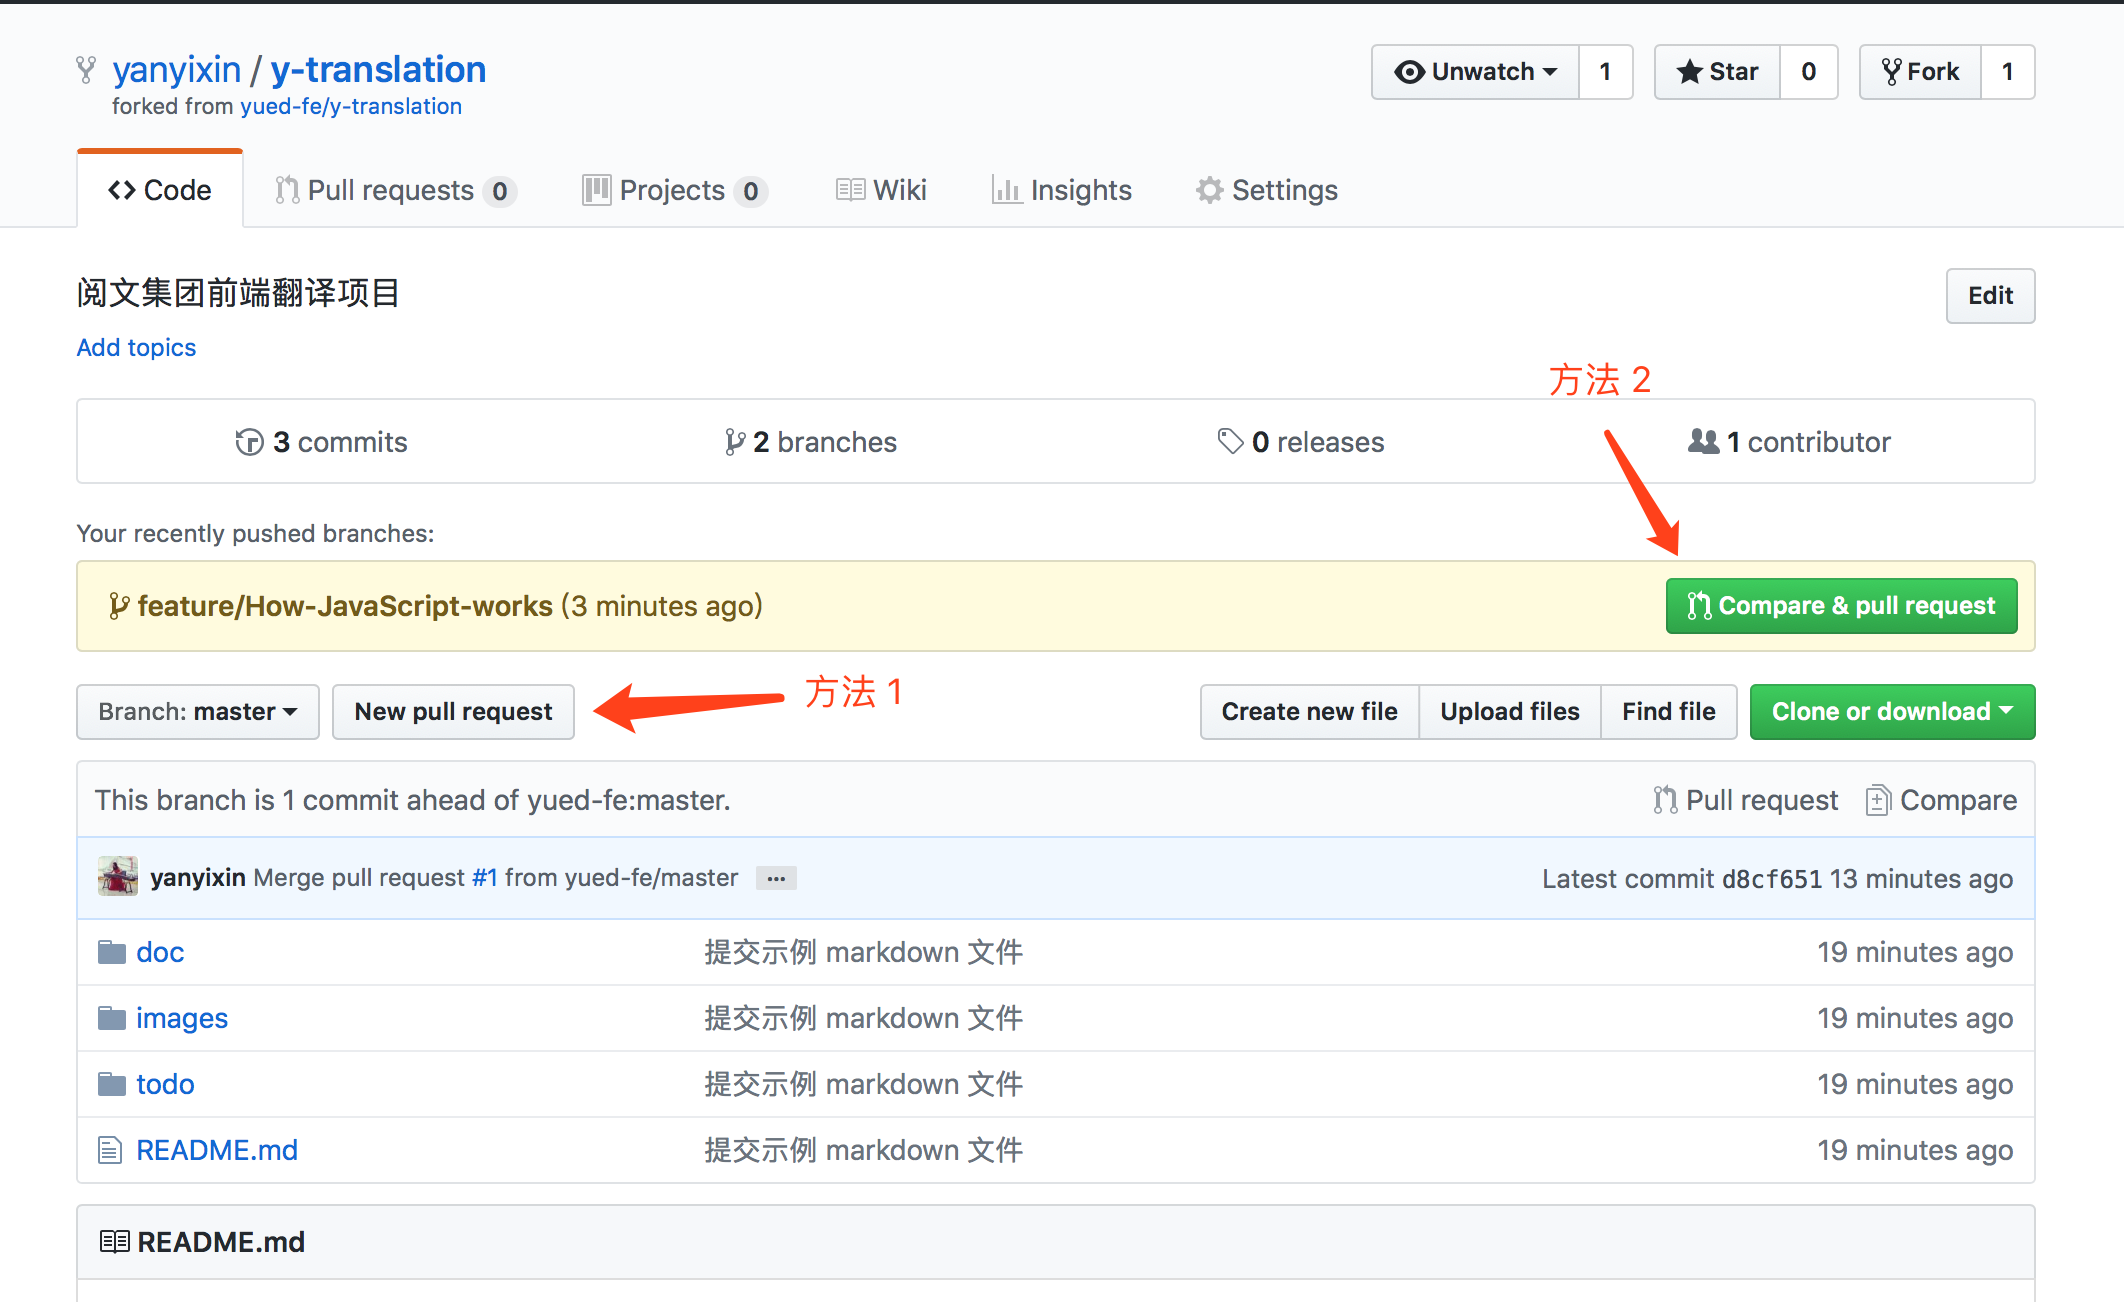 yanyixin / y-translation
forked from yued-fe/y-translation
Unwatch 1 Star 0 Fork 1
Code Pull requests 0 Projects 0 Wiki Insights Settings
阅文集团前端翻译项目
Edit
Add topics
方法 2
3 commits 2 branches 0 releases 1 contributor
Your recently pushed branches:
feature/How-JavaScript-works (3 minutes ago) Compare & pull request
Branch: master New pull request 方法 1 Create new file Upload files Find file Clone or download
This branch is 1 commit ahead of yued-fe:master. Pull request Compare
yanyixin Merge pull request #1 from yued-fe/master ... Latest commit d8cf651 13 minutes ago
doc 提交示例 markdown 文件 19 minutes ago
images 提交示例 markdown 文件 19 minutes ago
todo 提交示例 markdown 文件 19 minutes ago
README.md 提交示例 markdown 文件 19 minutes ago
README.md